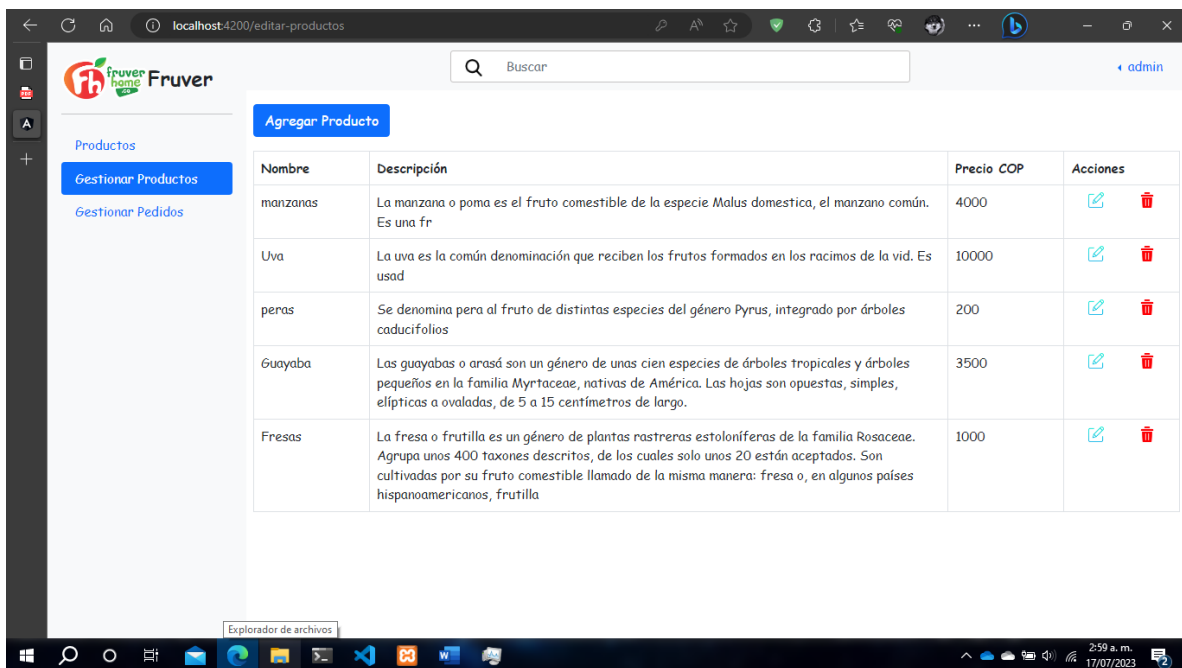 localhost:4200/editar-productos
fruver
home
.co
Fruver
Buscar
admin
Productos
Gestionar Productos
Gestionar Pedidos
Agregar Producto
Nombre Descripción Precio COP Acciones
manzanas La manzana o poma es el fruto comestible de la especie Malus domestica, el manzano común. 4000
Es una fr
Uva La uva es la común denominación que reciben los frutos formados en los racimos de la vid. Es 10000
usad
peras Se denomina pera al fruto de distintas especies del género Pyrus, integrado por árboles 200
caducifolios
Guayaba Las guayabas o arasá son un género de unas cien especies de árboles tropicales y árboles 3500
pequeños en la familia Myrtaceae, nativas de América. Las hojas son opuestas, simples,
elípticas a ovaladas, de 5 a 15 centímetros de largo.
Fresas La fresa o frutilla es un género de plantas rastreras estoloníferas de la familia Rosaceae. 1000
Agrupa unos 400 taxones descritos, de los cuales solo unos 20 están aceptados. Son
cultivadas por su fruto comestible llamado de la misma manera: fresa o, en algunos países
hispanoamericanos, frutilla
Explorador de archivos
2:59 a. m.
17/07/2023
2